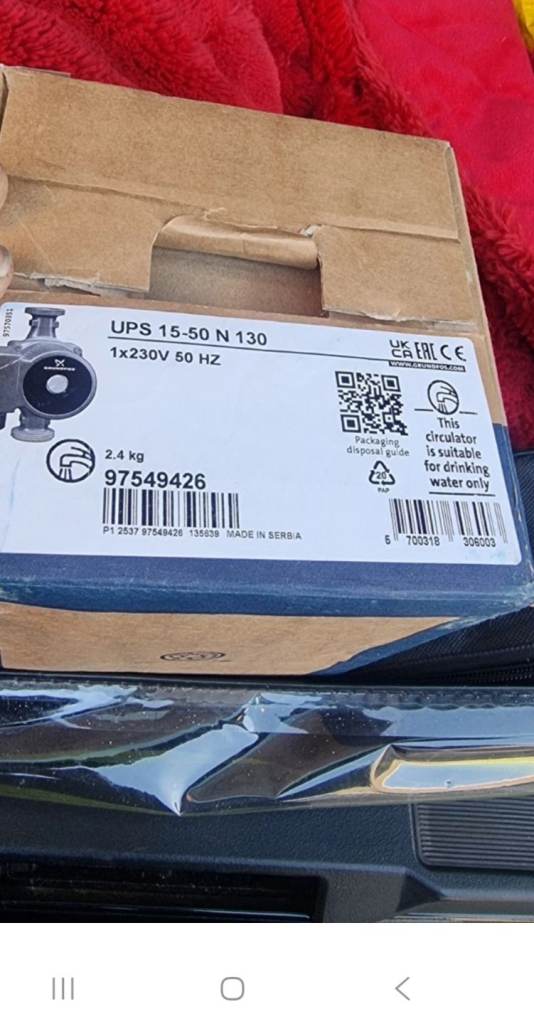 97570351
UPS 15-50 N 130
1x230V 50 HZ
GRUNDFOS
UK
CA EAC CE
WWW.GRUNDFOS.COM
Packaging
disposal guide
20
PAP
This
circulator
is suitable
for drinking
water only
2.4 kg
97549426
P1 2537 97549426 135639 MADE IN SERBIA
5 700318 306003